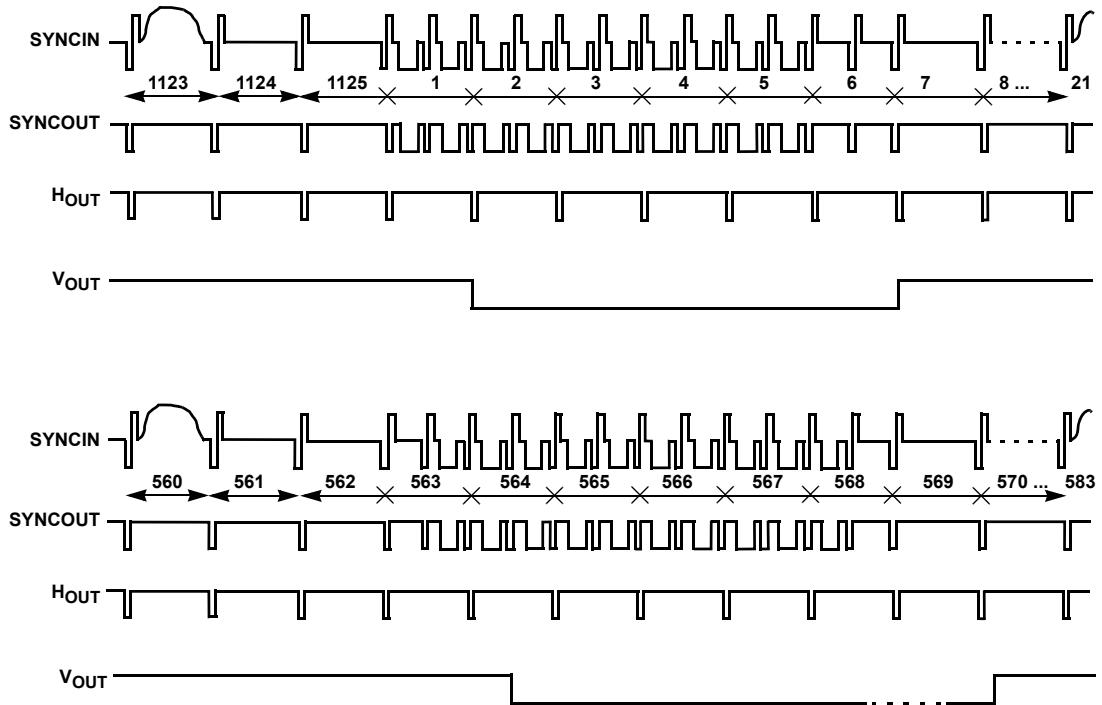 SYNCIN
1123 1124 1125 1 2 3 4 5 6 7 8 ... 21
SYNCOUT
HOUT
VOUT
SYNCIN
560 561 562 563 564 565 566 567 568 569 570 ... 583
SYNCOUT
HOUT
VOUT